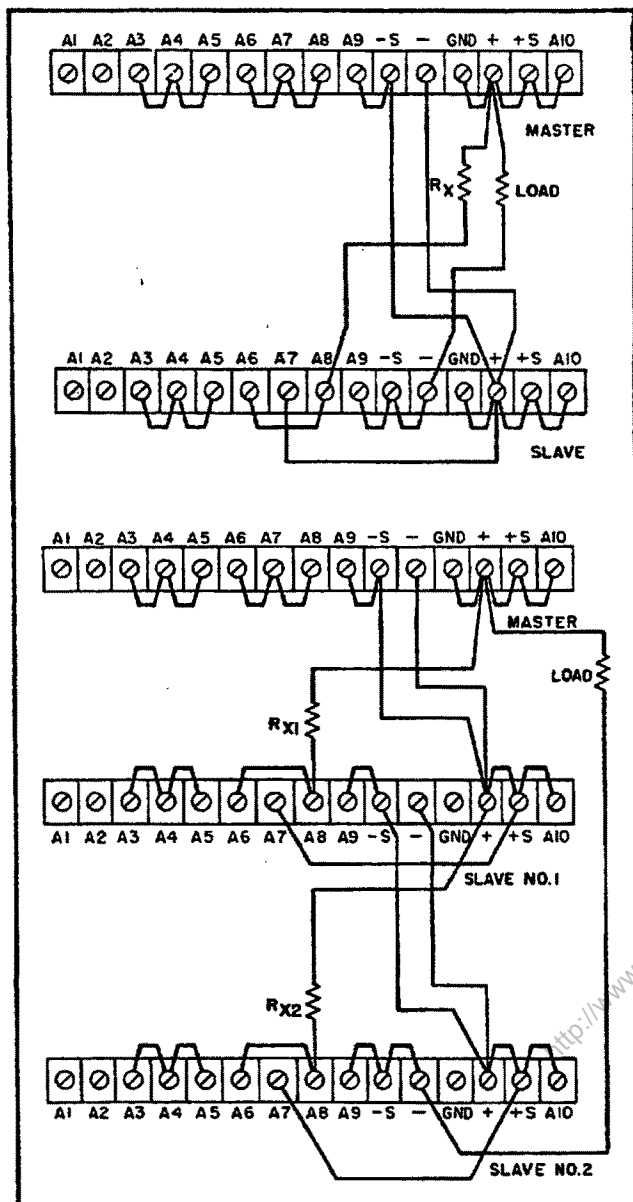 A1 A2 A3 A4 A5 A6 A7 A8 A9 -S - GND + +S A10
MASTER
RX LOAD
A1 A2 A3 A4 A5 A6 A7 A8 A9 -S - GND + +S A10
SLAVE
A1 A2 A3 A4 A5 A6 A7 A8 A9 -S - GND + +S A10
MASTER
LOAD
RX1
A1 A2 A3 A4 A5 A6 A7 A8 A9 -S - GND + +S A10
SLAVE NO.1
RX2
http://www
A1 A2 A3 A4 A5 A6 A7 A8 A9 -S - GND + +S A10
SLAVE NO.2